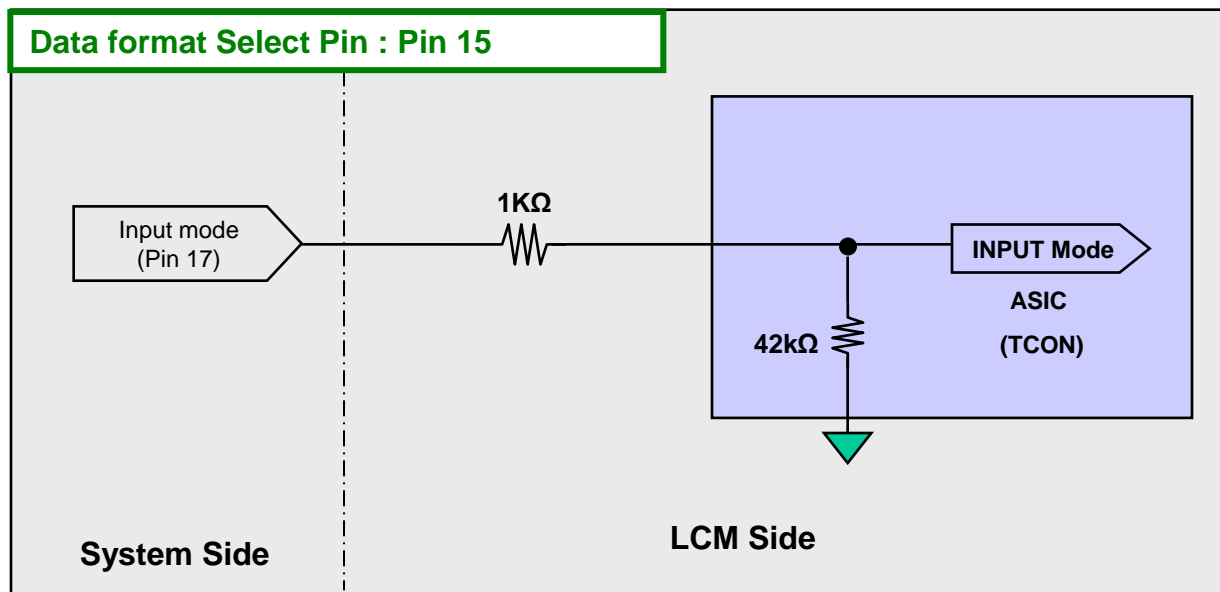 Data format Select Pin : Pin 15
1KΩ
Input mode
(Pin 17)
INPUT Mode
ASIC
(TCON)
42kΩ
System Side
LCM Side